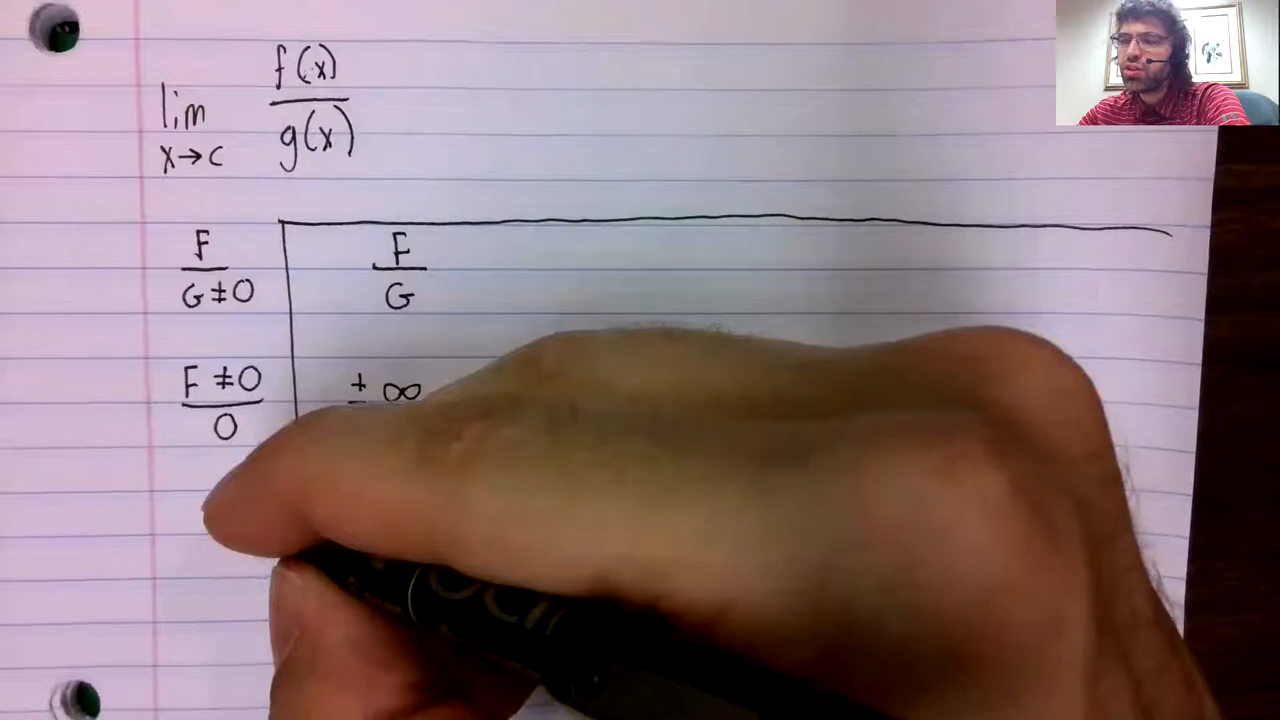 lim x→c f(x)/g(x)
F/G≠0 F/G
F≠0/0 ± ∞